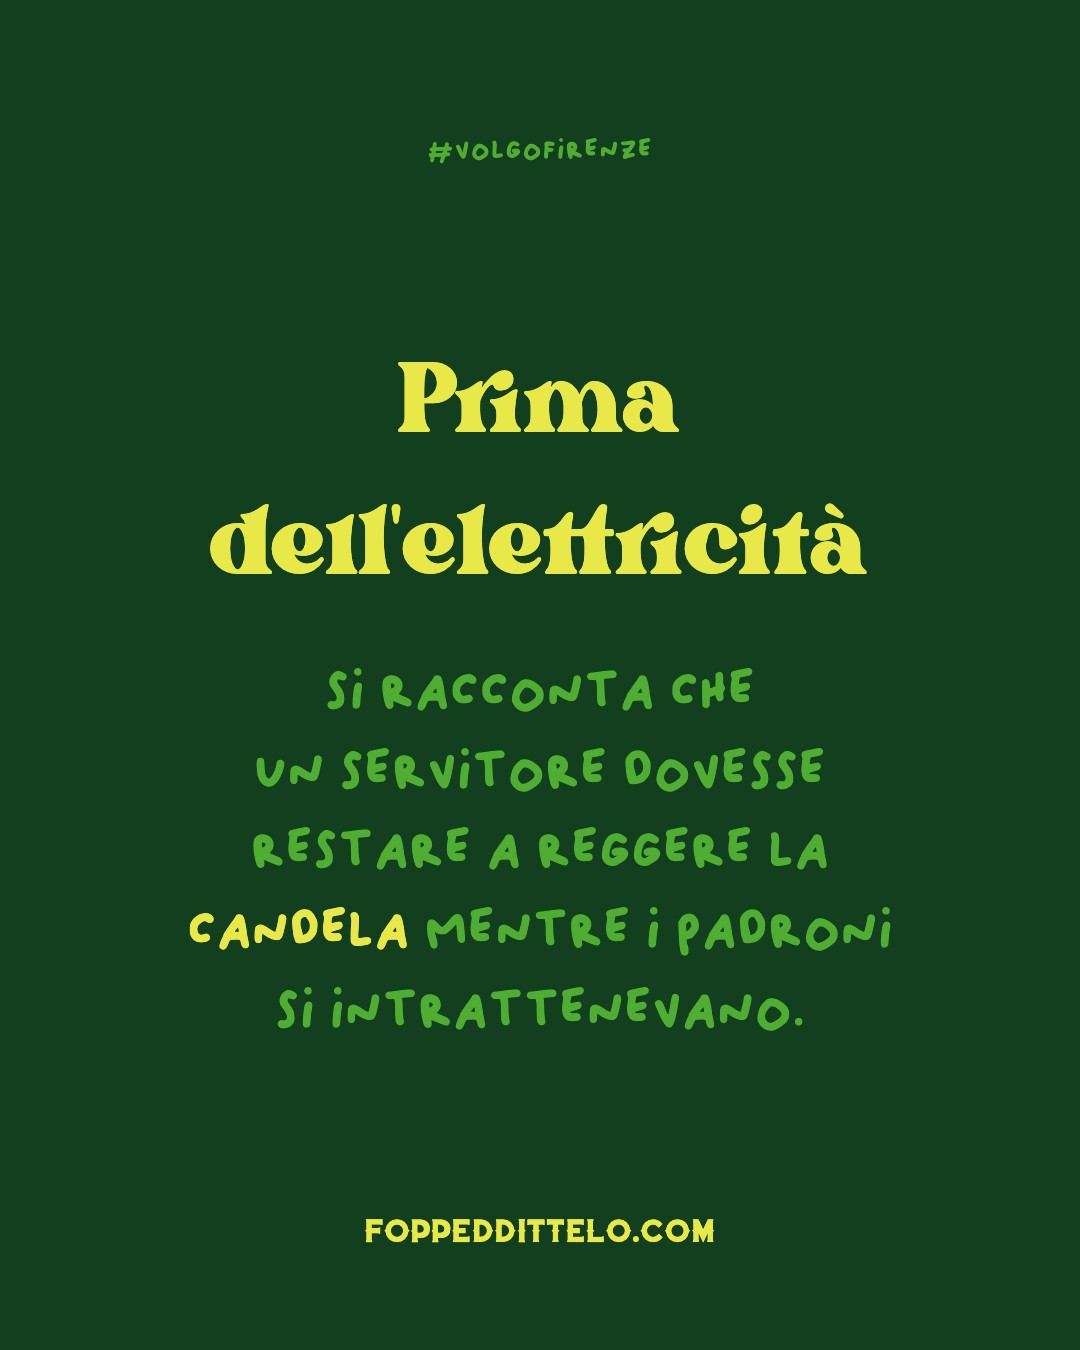 #VOLGOFIRENZE
Prima
dell'elettricità
SI RACCONTA CHE
UN SERVITORE DOVESSE
RESTARE A REGGERE LA
CANDELA MENTRE I PADRONI
SI INTRATTENEVANO.
FOPPEDDITTELO.COM